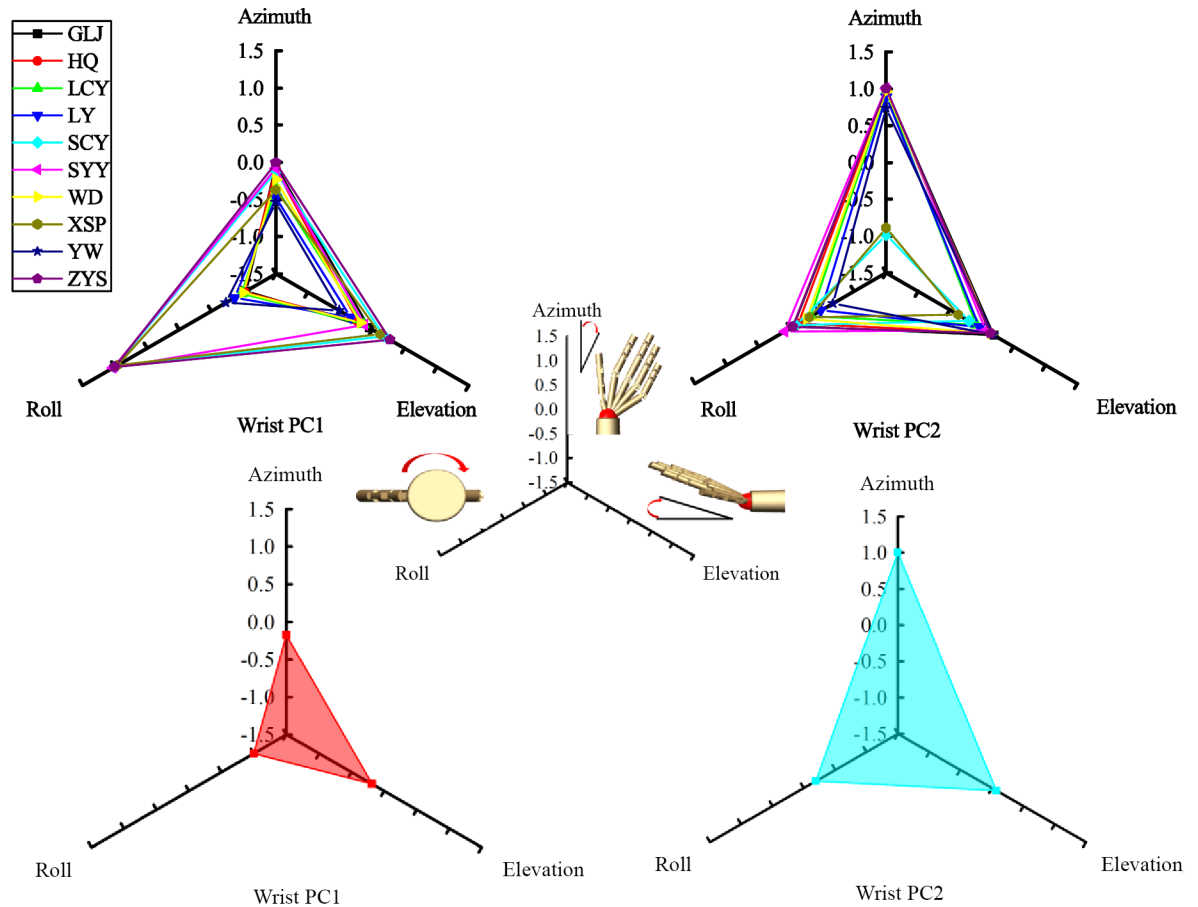 GLJ
HQ
LCY
LY
SCY
SYY
WD
XSP
YW
ZYS
Azimuth
1.5
1.0
0.5
0.0
-0.5
-1.0
-1.5
Roll
Elevation
Wrist PC1
Azimuth
1.5
1.0
0.5
0.0
-0.5
-1.0
-1.5
Roll
Elevation
Wrist PC2
Azimuth
1.5
1.0
0.5
0.0
-0.5
-1.0
-1.5
Roll
Elevation
Azimuth
1.5
1.0
0.5
0.0
-0.5
-1.0
-1.5
Roll
Elevation
Wrist PC1
Azimuth
1.5
1.0
0.5
0.0
-0.5
-1.0
-1.5
Roll
Elevation
Wrist PC2